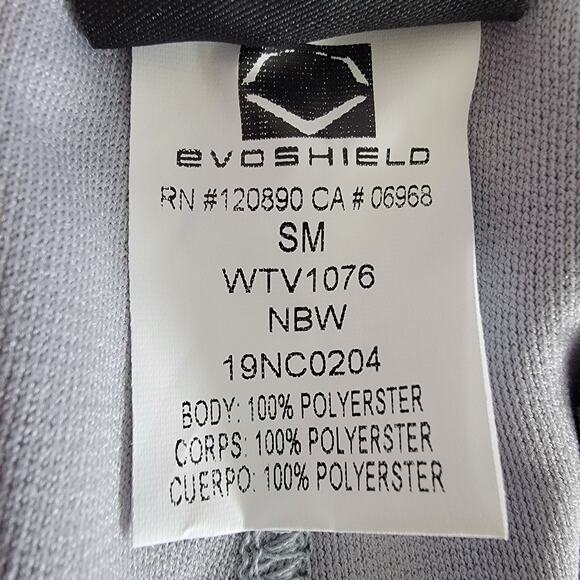 evoSHIELD
RN #120890 CA # 06968
SM
WTV1076
NBW
19NC0204
BODY: 100% POLYERSTER
CORPS: 100% POLYERSTER
CUERPO: 100% POLYERSTER